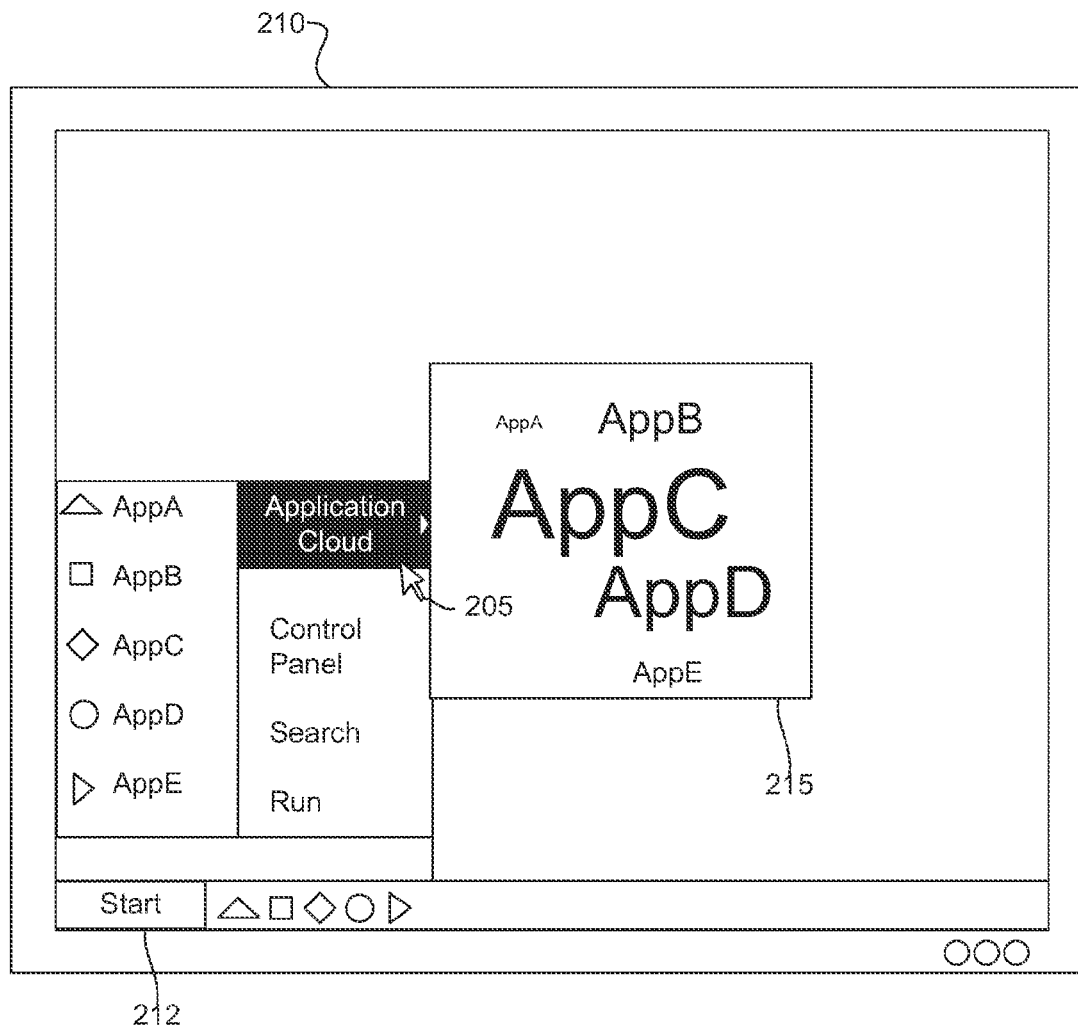 210
AppA AppB
AppC
AppD
AppE
AppA
AppB
AppC
AppD
AppE
Application
Cloud
205
Control
Panel
Search
Run
215
Start
212